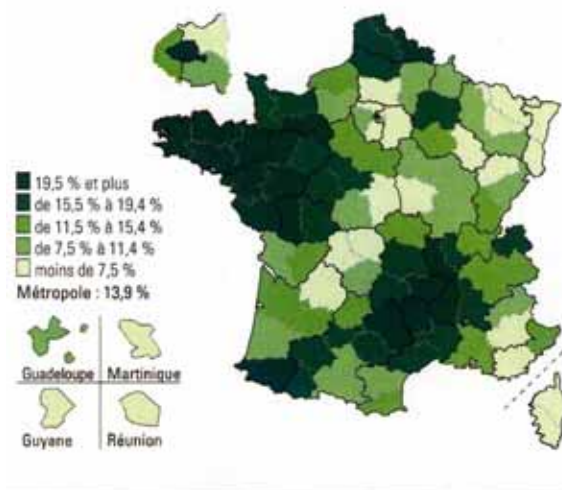 19,5 % et plus
de 15,5 % à 19,4 %
de 11,5 % à 15,4 %
de 7,5 % à 11,4 %
moins de 7,5 %
Métropole : 13,9 %
Guadeloupe
Martinique
Guyane
Réunion